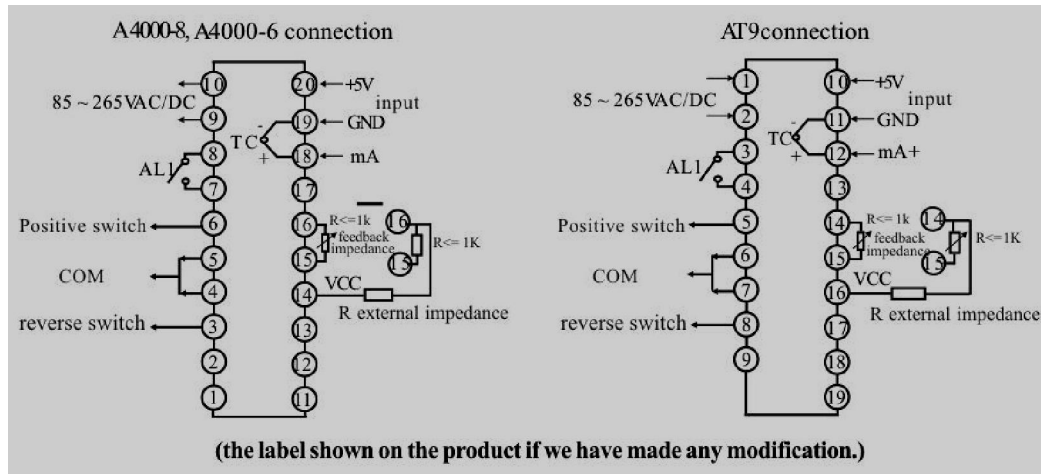 A4000-8, A4000-6 connection
10
20
+5V
85 ~ 265VAC/DC
input
9
19
GND
TC
-
+
8
18
mA
AL1
7
17
Positive switch
6
16
R<=1k
feedback
impedance
16
15
R<= 1K
5
15
COM
4
14
VCC
R external impedance
reverse switch
3
13
2
12
1
11
AT9connection
1
10
+5V
85 ~ 265VAC/DC
input
2
11
GND
TC
-
+
3
12
mA+
AL1
4
13
Positive switch
5
14
R<=1k
feedback
impedance
14
15
R<=1K
6
15
COM
7
16
VCC
R external impedance
reverse switch
8
17
9
18
19
(the label shown on the product if we have made any modification.)